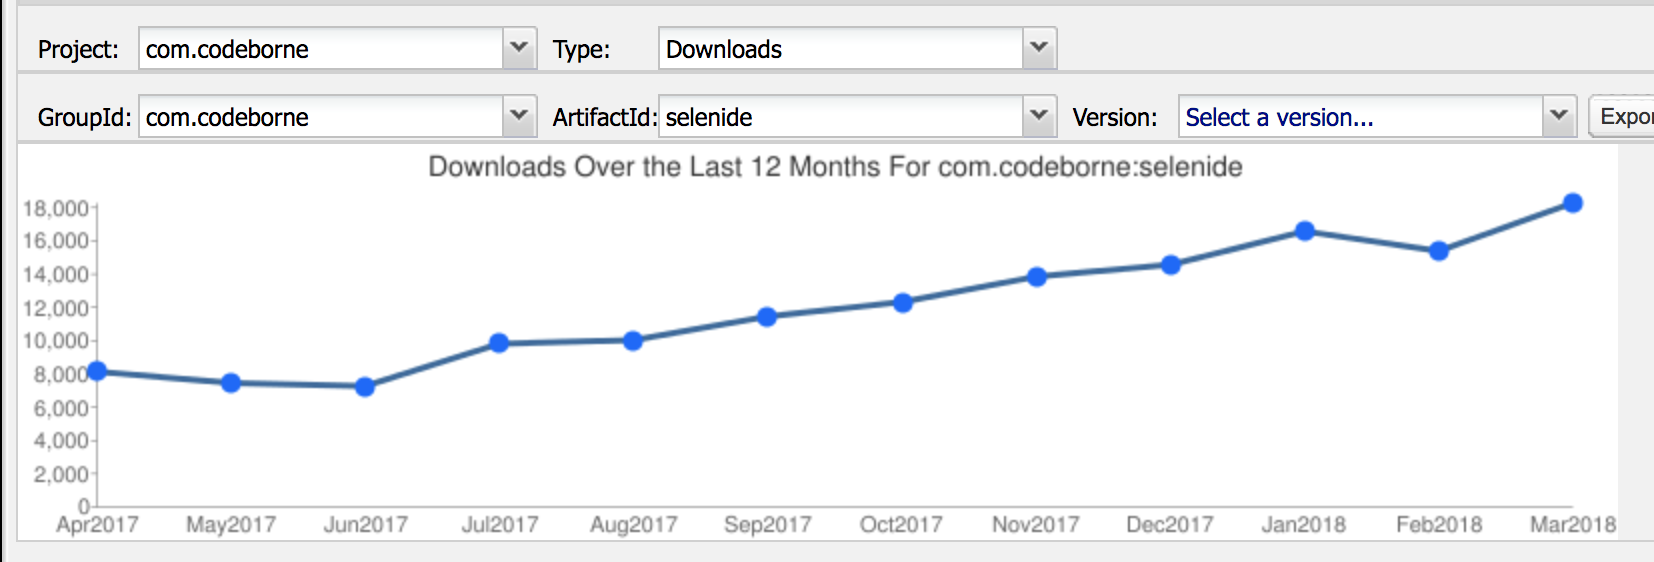 Project: com.codeborne Type: Downloads
GroupId: com.codeborne ArtifactId: selenide Version: Select a version...
Downloads Over the Last 12 Months For com.codeborne:selenide
18,000
16,000
14,000
12,000
10,000
8,000
6,000
4,000
2,000
0
Apr2017 May2017 Jun2017 Jul2017 Aug2017 Sep2017 Oct2017 Nov2017 Dec2017 Jan2018 Feb2018 Mar2018